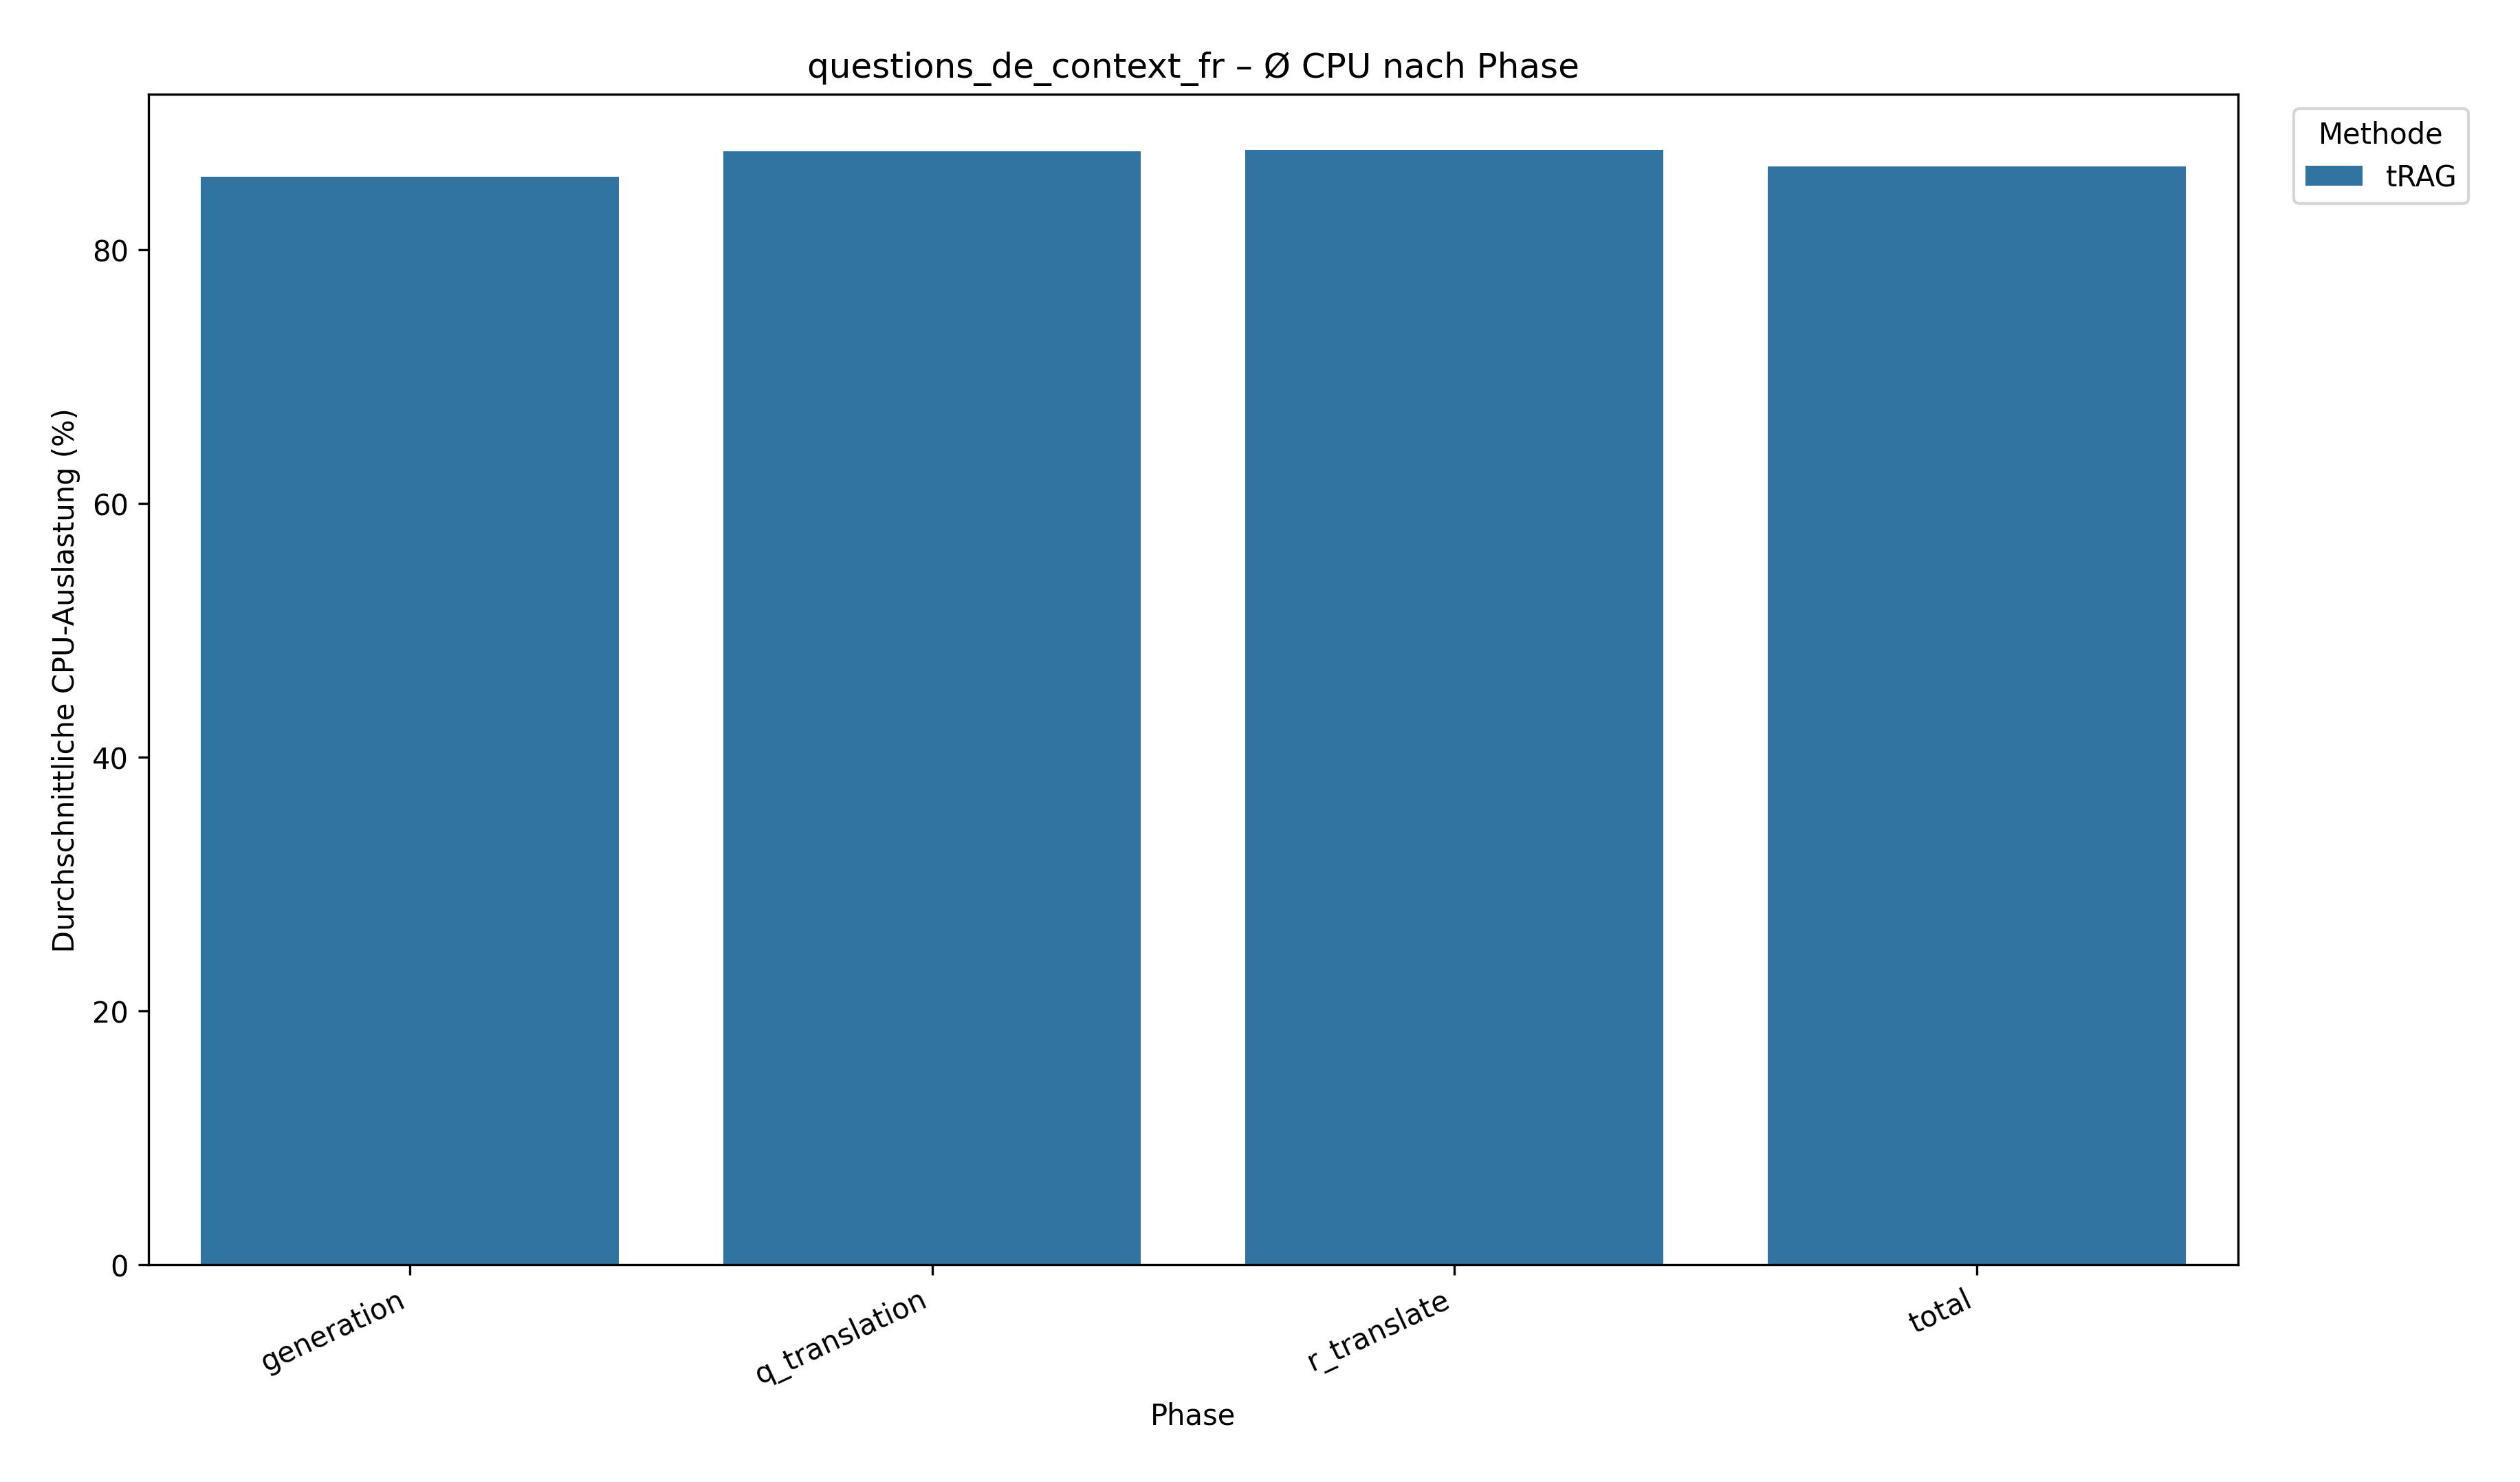 questions_de_context_fr – Ø CPU nach Phase
Methode
tRAG
Durchschnittliche CPU-Auslastung (%)
80
60
40
20
0
generation
q_translation
r_translate
total
Phase